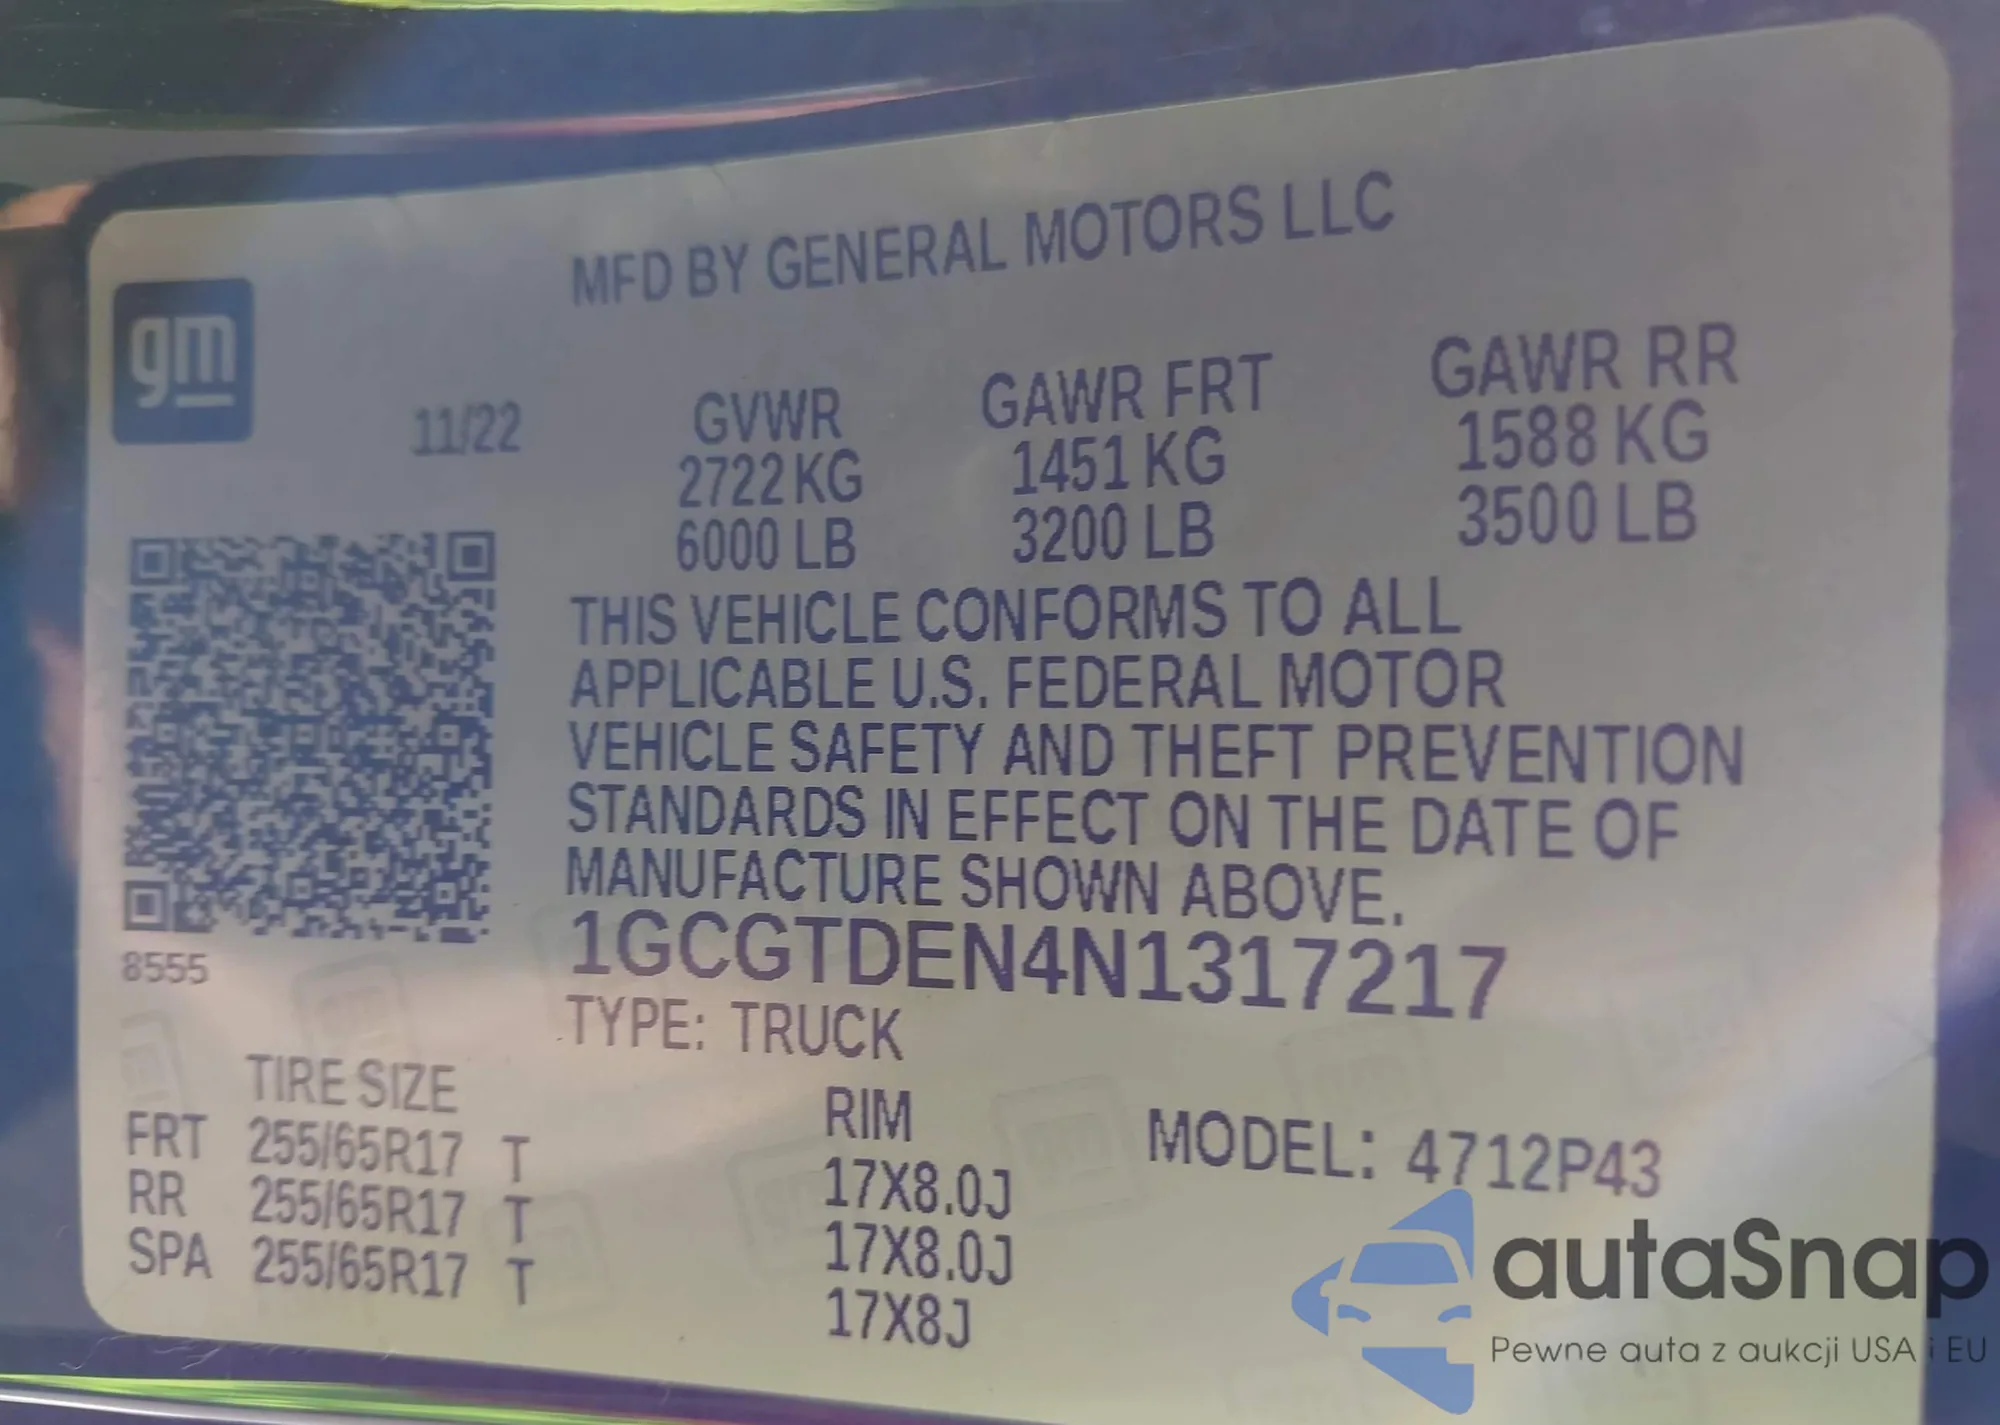 MFD BY GENERAL MOTORS LLC
gm
11/22
GVWR GAWR FRT GAWR RR
2722 KG 1451 KG 1588 KG
6000 LB 3200 LB 3500 LB
THIS VEHICLE CONFORMS TO ALL
APPLICABLE U.S. FEDERAL MOTOR
VEHICLE SAFETY AND THEFT PREVENTION
STANDARDS IN EFFECT ON THE DATE OF
MANUFACTURE SHOWN ABOVE.
8555
1GCGTDEN4N1317217
TYPE: TRUCK
TIRE SIZE RIM MODEL: 4712P43
FRT 255/65R17 T 17X8.0J
RR 255/65R17 T 17X8.0J
SPA 255/65R17 T 17X8J
autaSnap
Pewne auta z aukcji USA i EU